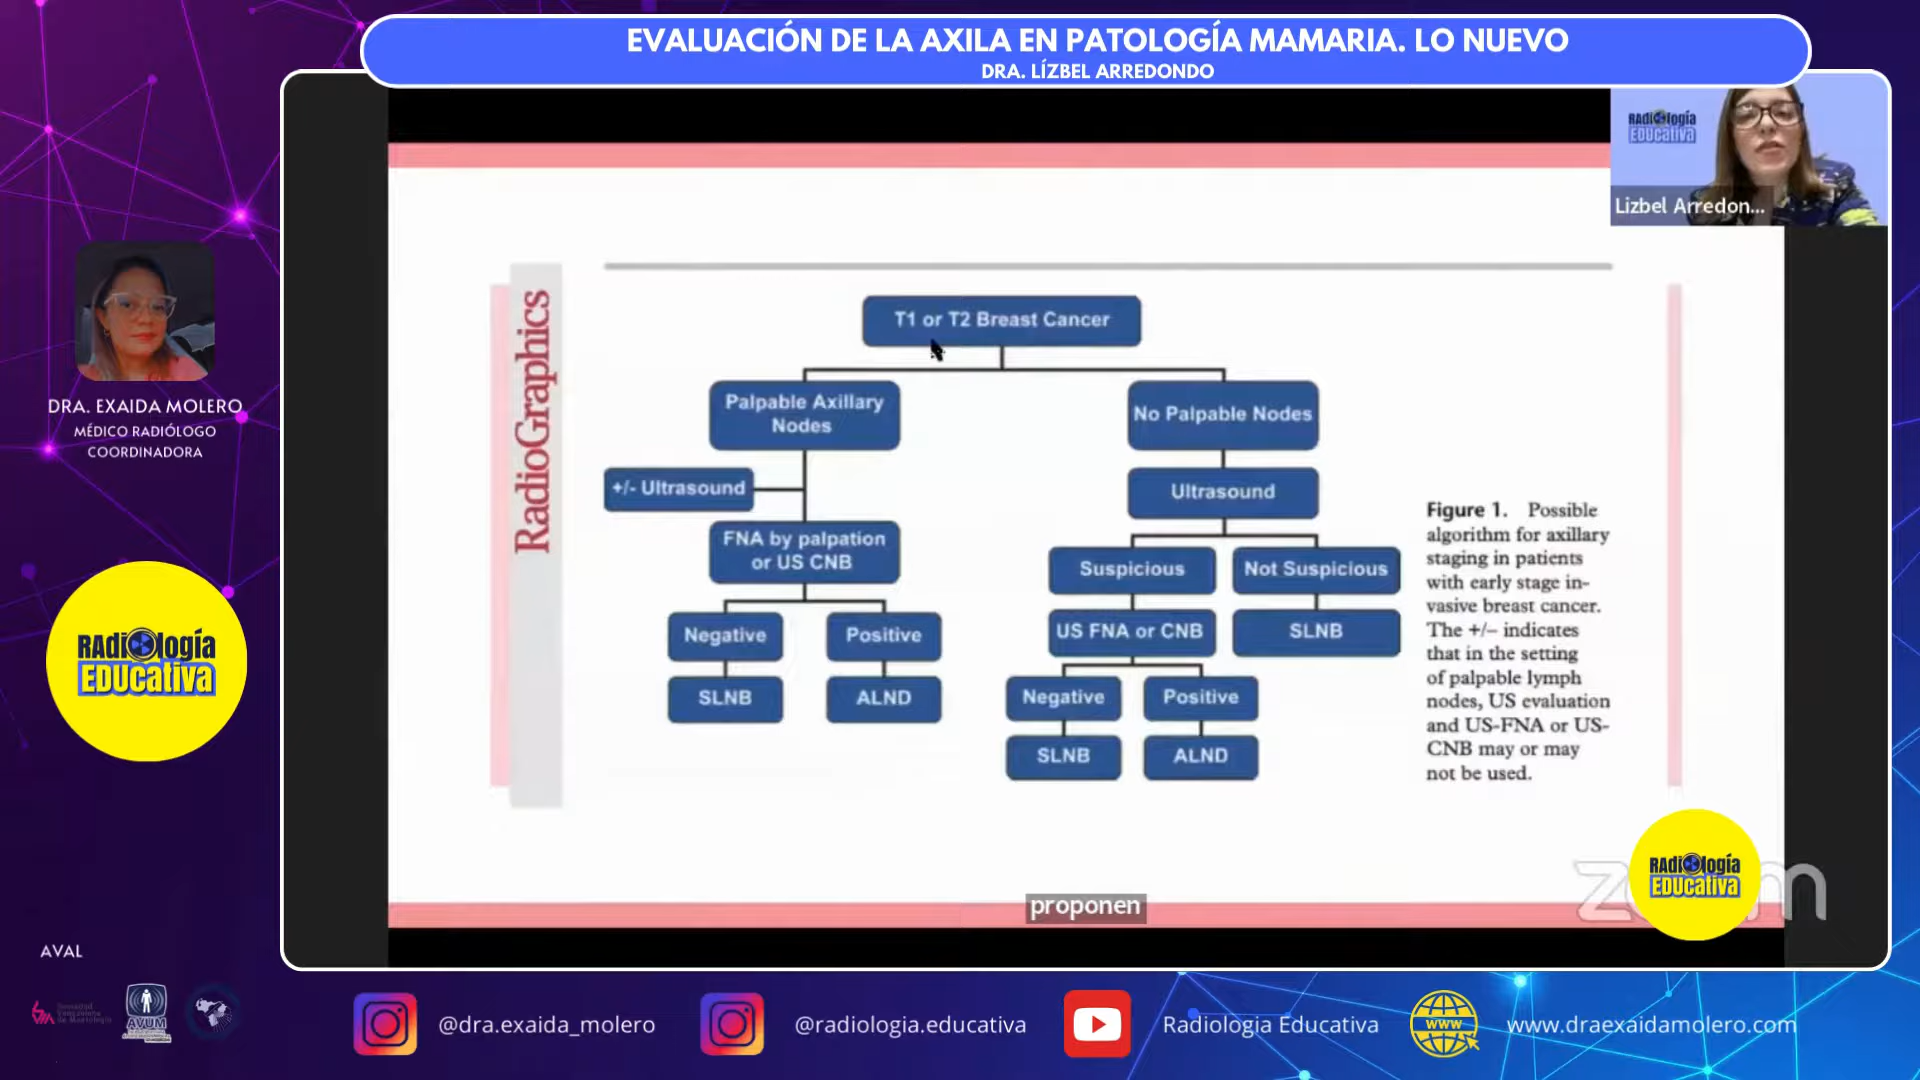 EVALUACIÓN DE LA AXILA EN PATOLOGÍA MAMARIA. LO NUEVO
DRA. LÍZBEL ARREDONDO
RAdiología
EDUcativa
Lizbel Arredon...
RadioGraphics
T1 or T2 Breast Cancer
Palpable Axillary
Nodes
No Palpable Nodes
+/- Ultrasound
Ultrasound
FNA by palpation
or US CNB
Suspicious
Not Suspicious
Negative
Positive
US FNA or CNB
SLNB
SLNB
ALND
Negative
Positive
SLNB
ALND
Figure 1. Possible
algorithm for axillary
staging in patients
with early stage in-
vasive breast cancer.
The +/– indicates
that in the setting
of palpable lymph
nodes, US evaluation
and US-FNA or US-
CNB may or may
not be used.
DRA. EXAIDA MOLERO
MÉDICO RADIÓLOGO
COORDINADORA
RAdiología
EDUcativa
RAdiología
EDUcativa
proponen
AVAL
AVUM
@dra.exaida_molero
@radiologia.educativa
Radiologia Educativa
WWW
www.draexaidamolero.com